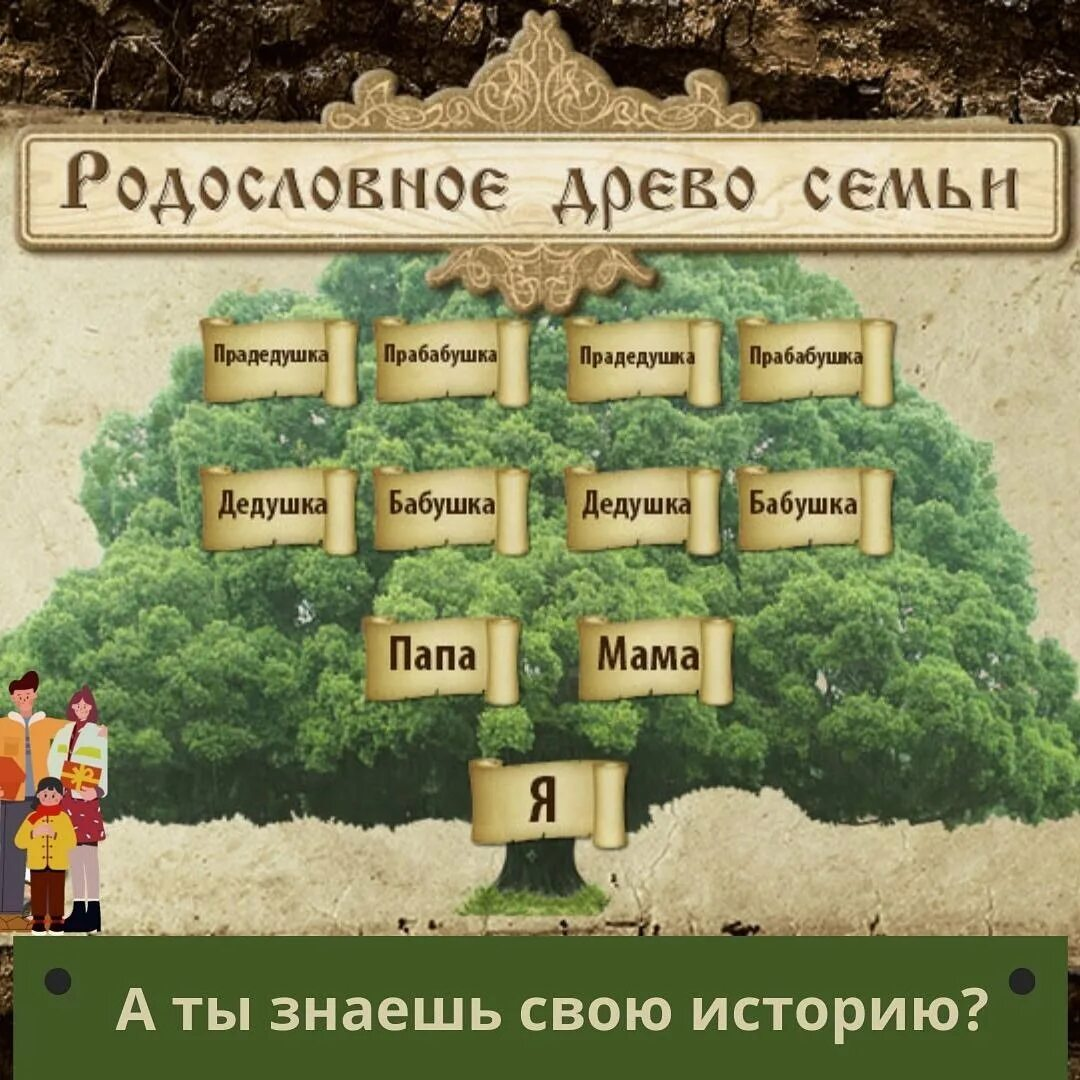 Родословное древо семьи
Прадедушка Прабабушка Прадедушка Прабабушка
Дедушка Бабушка Дедушка Бабушка
Папа Мама
Я
А ты знаешь свою историю?